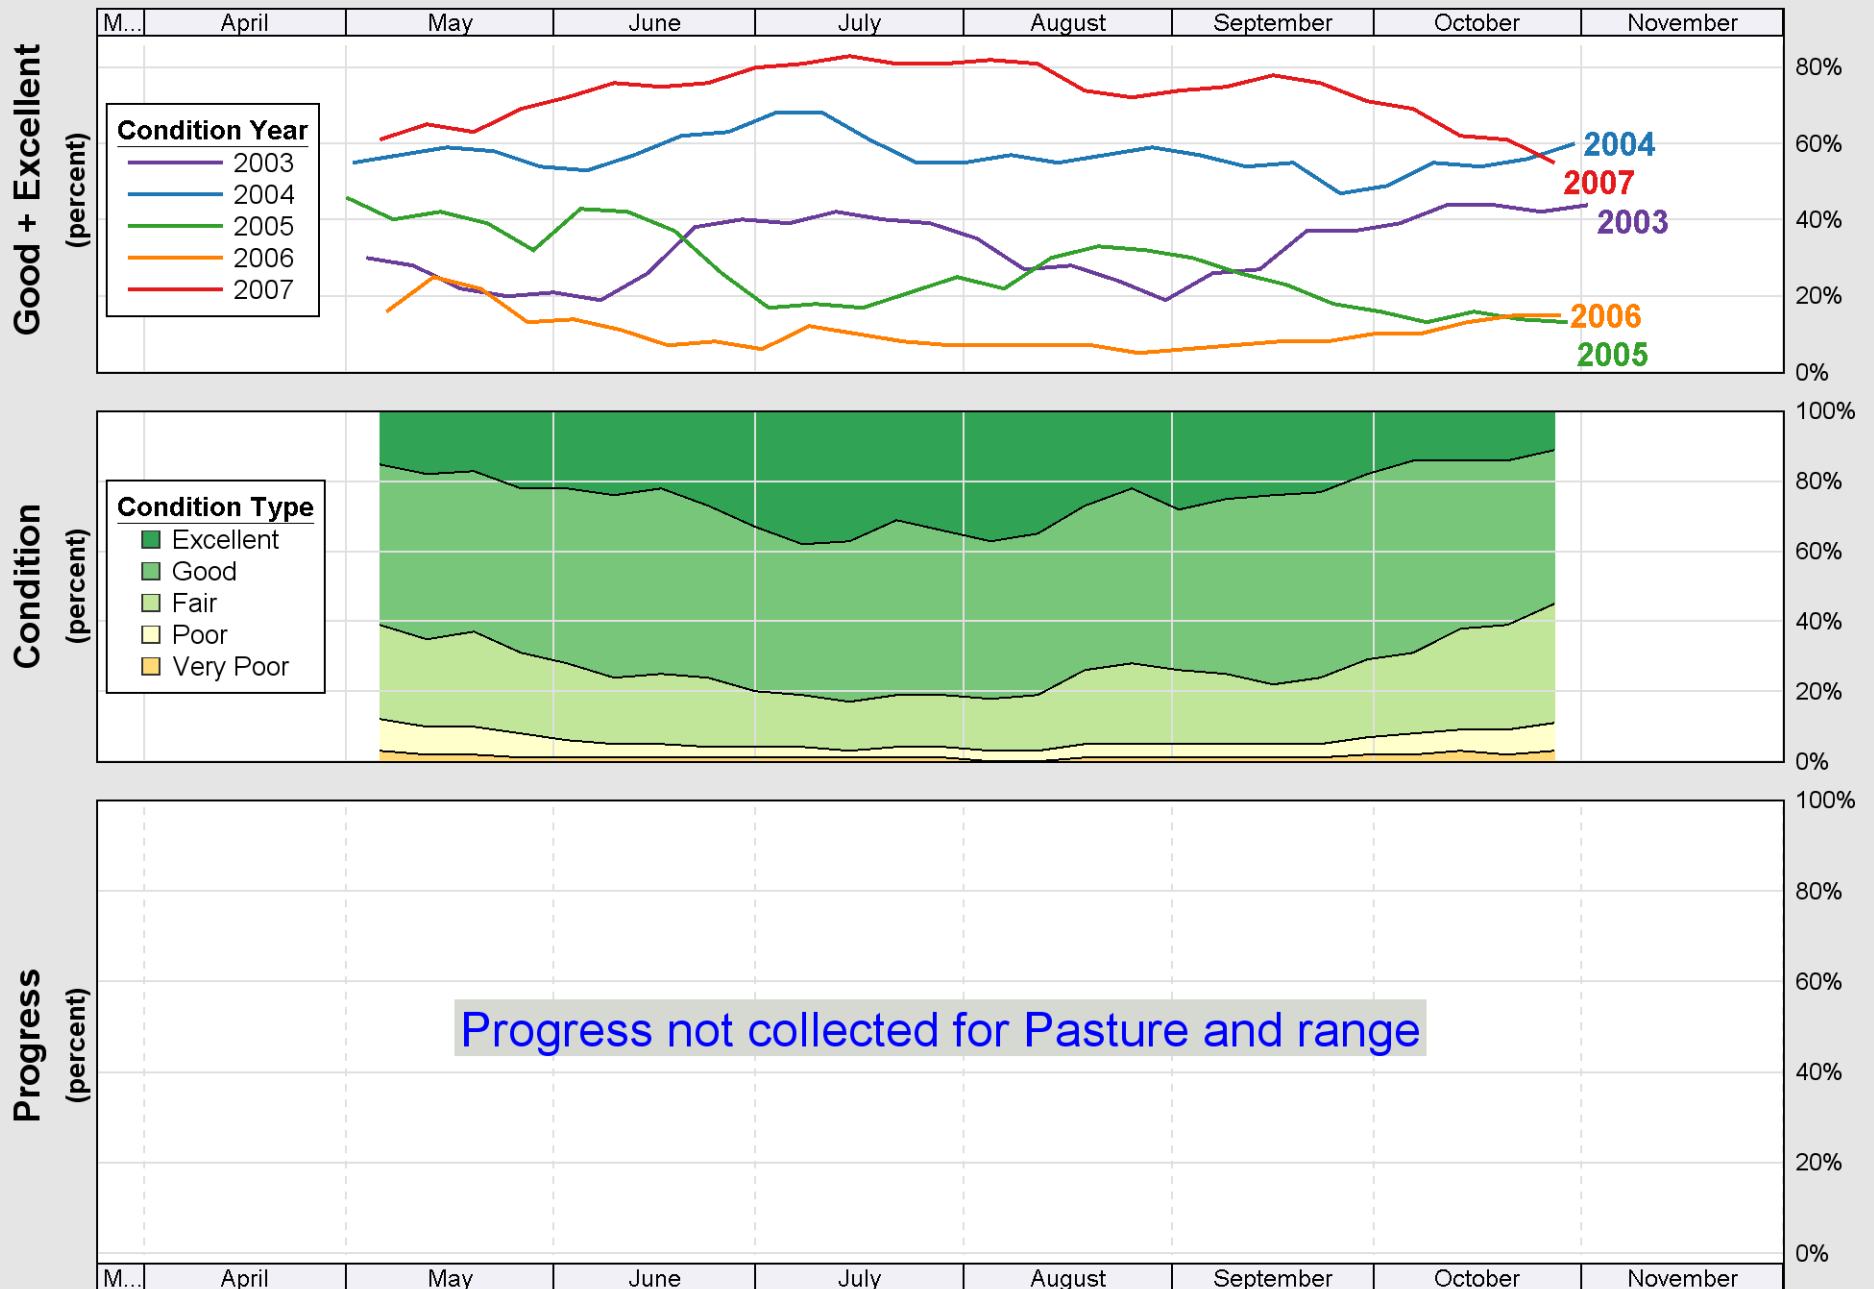 M... April May June July August September October November
Good + Excellent
(percent)
80%
60%
40%
20%
0%
Condition Year
2003
2004
2005
2006
2007
2004
2007
2003
2006
2005
Condition
(percent)
100%
80%
60%
40%
20%
0%
Condition Type
Excellent
Good
Fair
Poor
Very Poor
Progress
(percent)
100%
80%
60%
40%
20%
0%
Progress not collected for Pasture and range
M... April May June July August September October November